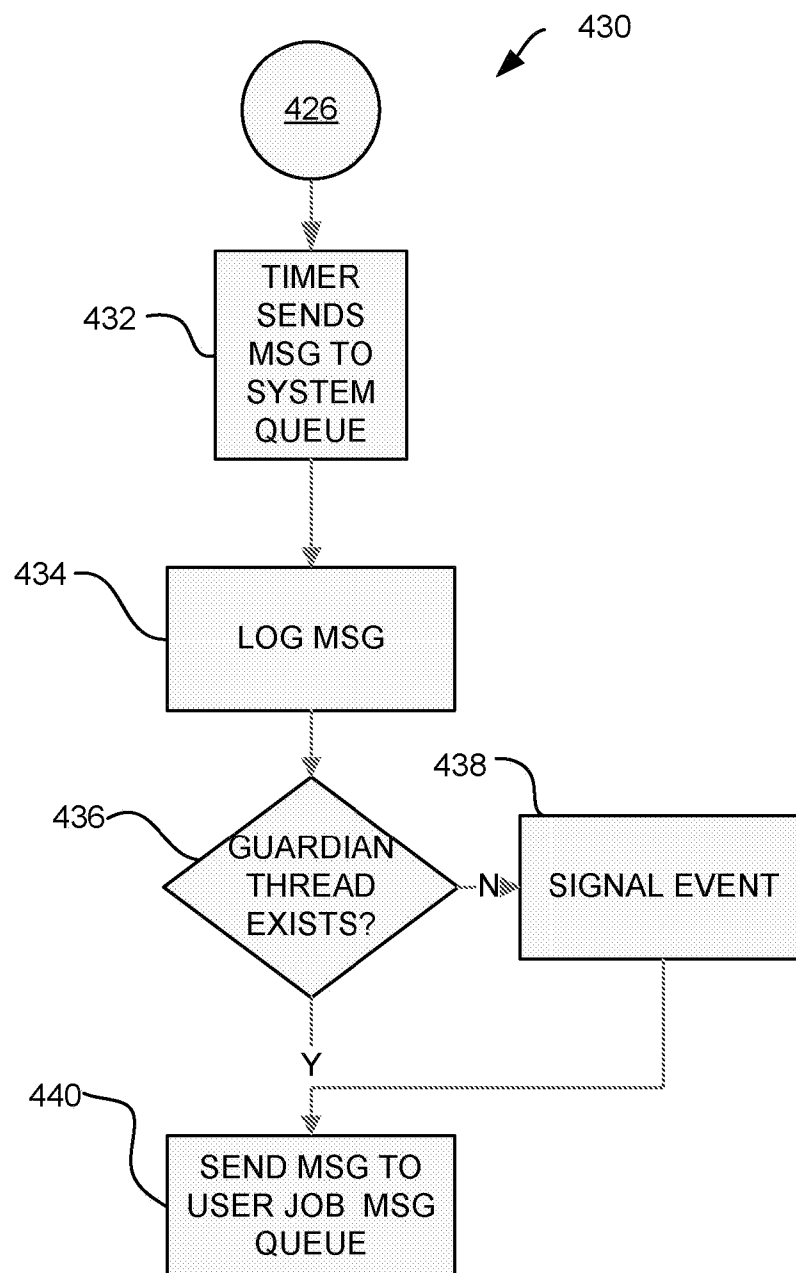 430
426
432
TIMER
SENDS
MSG TO
SYSTEM
QUEUE
434
LOG MSG
436
GUARDIAN
THREAD
EXISTS?
N
438
SIGNAL EVENT
Y
440
SEND MSG TO
USER JOB MSG
QUEUE